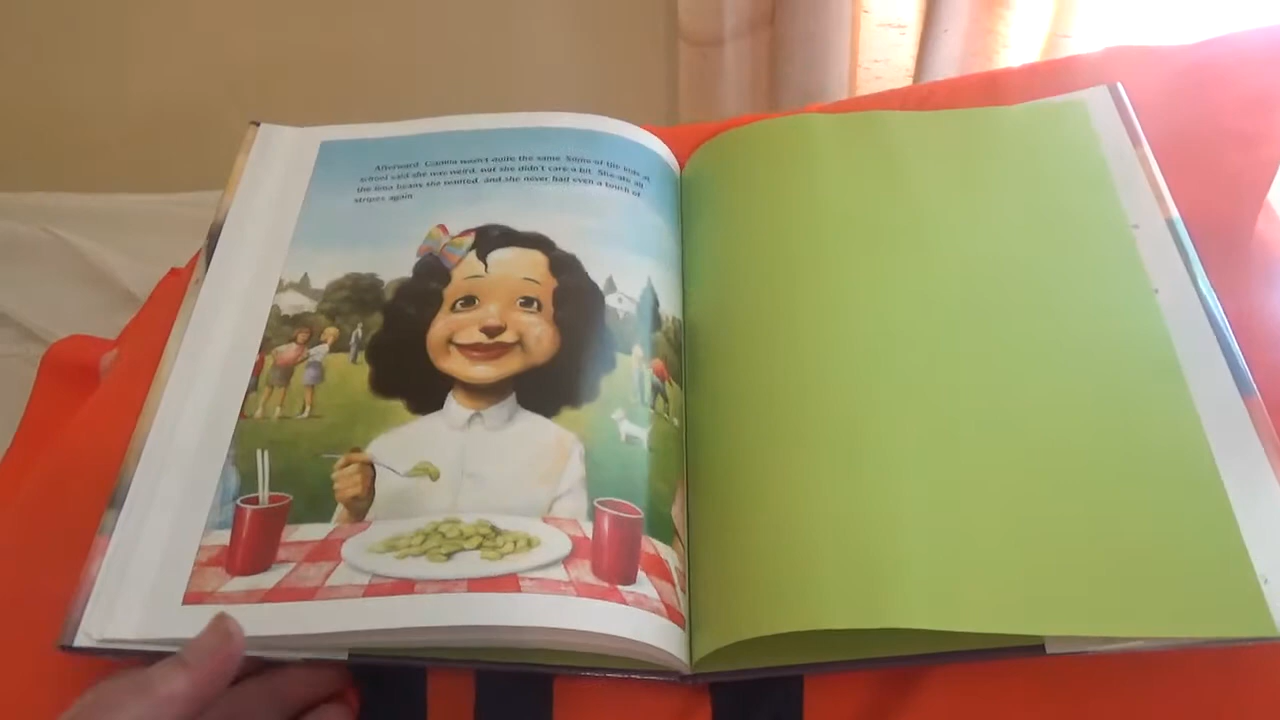 Afterward, Camilla wasn't quite the same. Some of the kids at
school said she was weird, but she didn't care a bit. She ate all
the lima beans she wanted, and she never had even a touch of
stripes again.